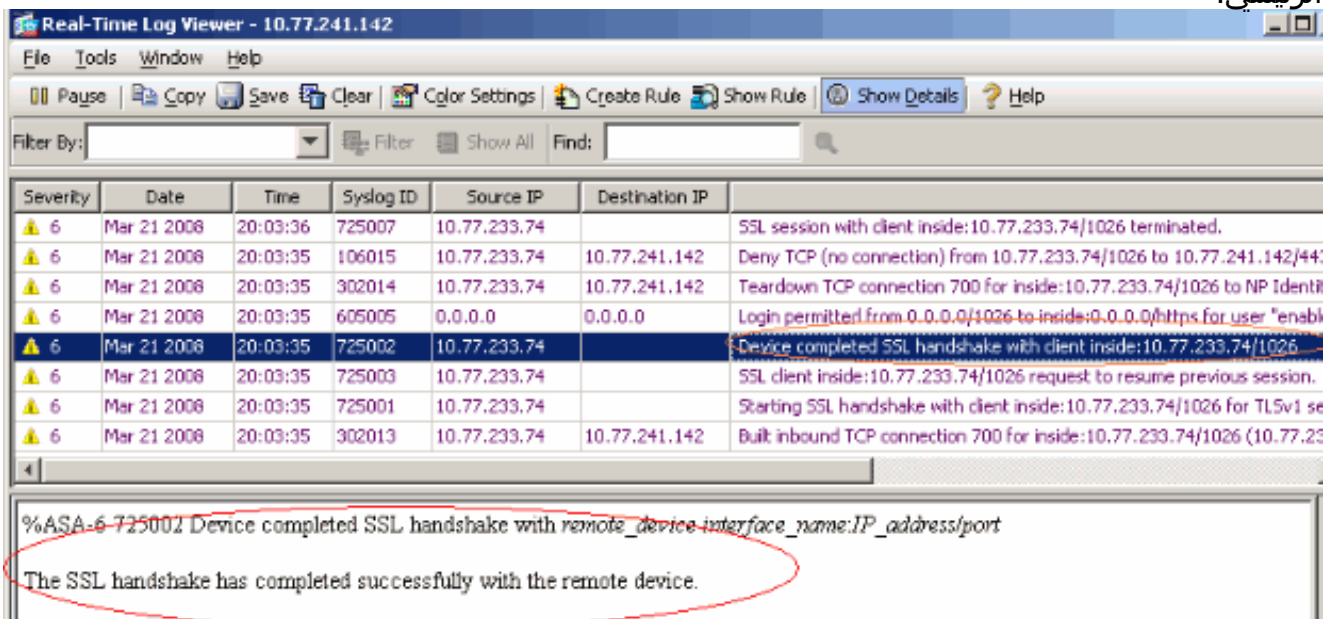 الرئيسي.
Real-Time Log Viewer - 10.77.241.142
File Tools Window Help
Pause Copy Save Clear Color Settings Create Rule Show Rule Show Details Help
Filter By: Filter Show All Find:
Severity Date Time Syslog ID Source IP Destination IP
6 Mar 21 2008 20:03:36 725007 10.77.233.74 SSL session with client inside:10.77.233.74/1026 terminated.
6 Mar 21 2008 20:03:35 106015 10.77.233.74 10.77.241.142 Deny TCP (no connection) from 10.77.233.74/1026 to 10.77.241.142/443
6 Mar 21 2008 20:03:35 302014 10.77.233.74 10.77.241.142 Teardown TCP connection 700 for inside:10.77.233.74/1026 to NP Identit
6 Mar 21 2008 20:03:35 605005 0.0.0.0 0.0.0.0 Login permitted from 0.0.0.0/1026 to inside:0.0.0.0/https for user "enabl
6 Mar 21 2008 20:03:35 725002 10.77.233.74 Device completed SSL handshake with client inside:10.77.233.74/1026
6 Mar 21 2008 20:03:35 725003 10.77.233.74 SSL client inside:10.77.233.74/1026 request to resume previous session.
6 Mar 21 2008 20:03:35 725001 10.77.233.74 Starting SSL handshake with client inside:10.77.233.74/1026 for TLSv1 se
6 Mar 21 2008 20:03:35 302013 10.77.233.74 10.77.241.142 Built inbound TCP connection 700 for inside:10.77.233.74/1026 (10.77.23
%ASA-6-725002 Device completed SSL handshake with remote_device interface_name:IP_address/port
The SSL handshake has completed successfully with the remote device.